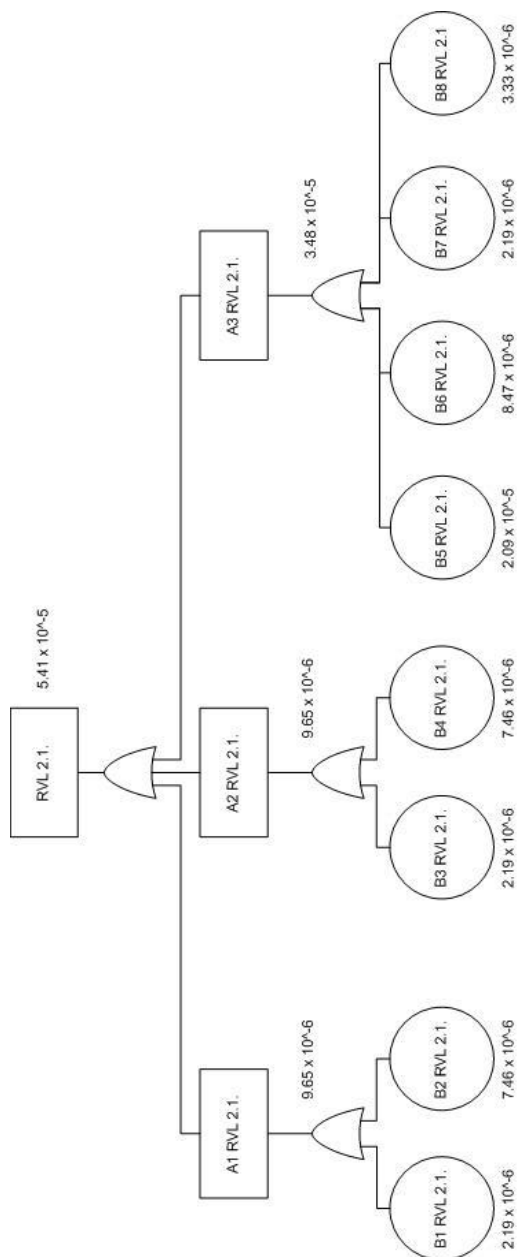 RVL 2.1.
5.41 x 10^-5
A1 RVL 2.1.
A2 RVL 2.1.
A3 RVL 2.1.
9.65 x 10^-6
9.65 x 10^-6
3.48 x 10^-5
B1 RVL 2.1.
B2 RVL 2.1.
B3 RVL 2.1.
B4 RVL 2.1.
B5 RVL 2.1.
B6 RVL 2.1.
B7 RVL 2.1.
B8 RVL 2.1
2.19 x 10^-6
7.46 x 10^-6
2.19 x 10^-6
7.46 x 10^-6
2.09 x 10^-5
8.47 x 10^-6
2.19 x 10^-6
3.33 x 10^-6